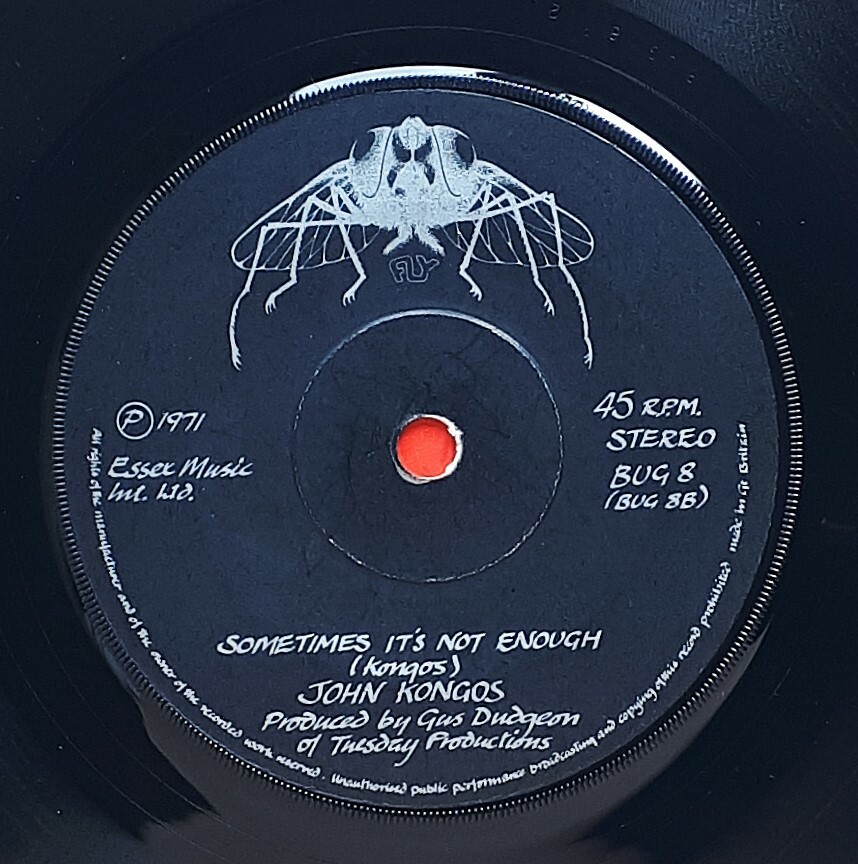 FLY
℗ 1971
Essex Music
Int. Ltd.
45 R.P.M.
STEREO
BUG 8
(BUG 8B)
SOMETIMES IT'S NOT ENOUGH
(Kongos)
JOHN KONGOS
Produced by Gus Dudgeon
of Tuesday Productions
All rights of the manufacturer and of the owner of the recorded work reserved. Unauthorised public performance broadcasting and copying of this record prohibited made in Gt Britain